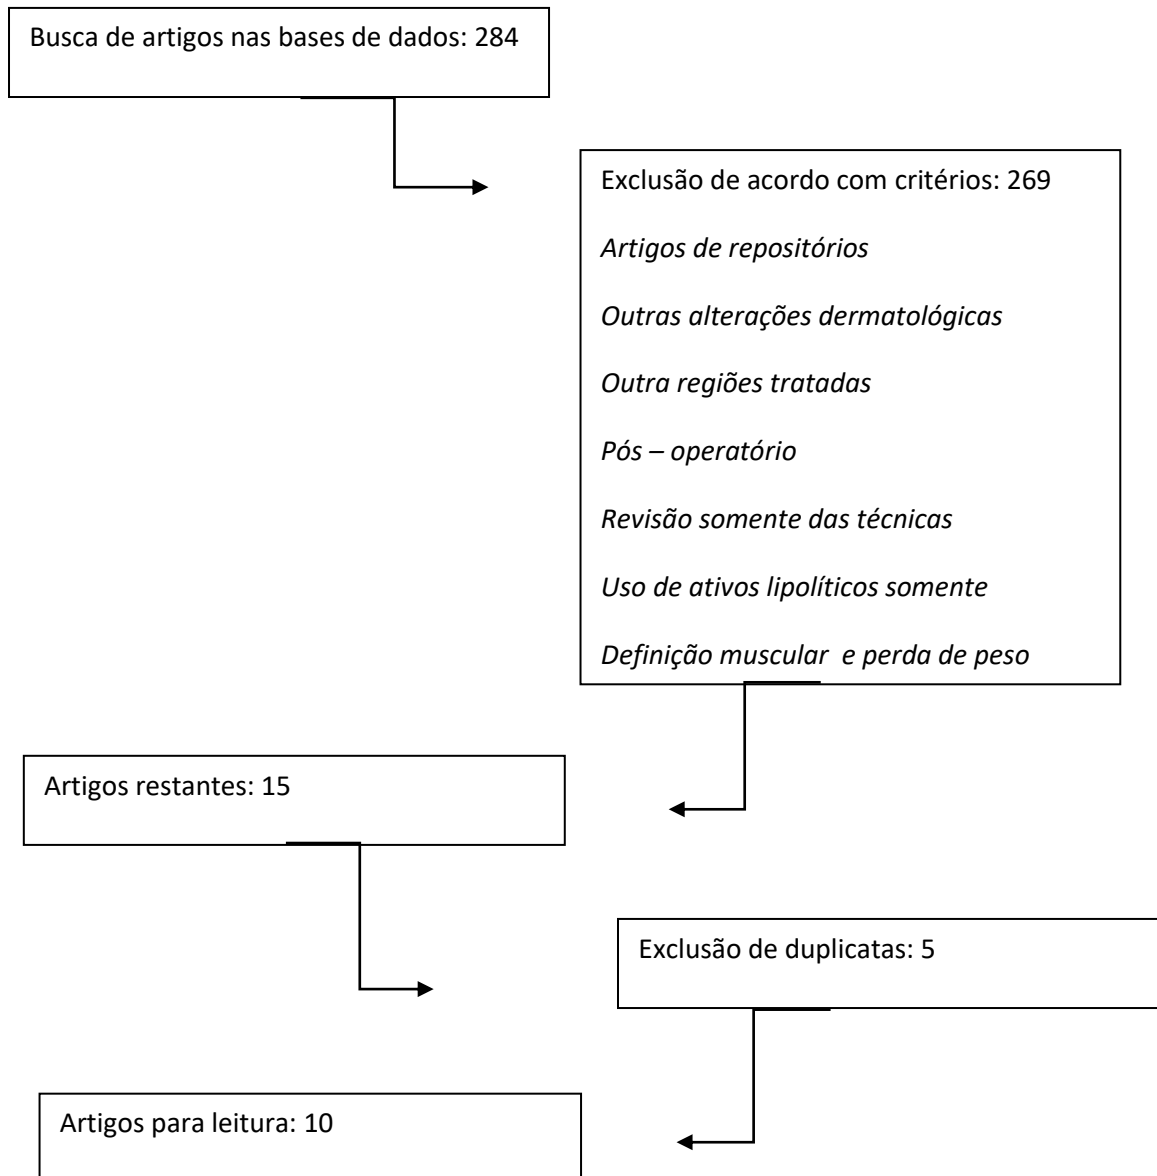 Busca de artigos nas bases de dados: 284
Exclusão de acordo com critérios: 269
Artigos de repositórios
Outras alterações dermatológicas
Outra regiões tratadas
Pós – operatório
Revisão somente das técnicas
Uso de ativos lipolíticos somente
Definição muscular e perda de peso
Artigos restantes: 15
Exclusão de duplicatas: 5
Artigos para leitura: 10